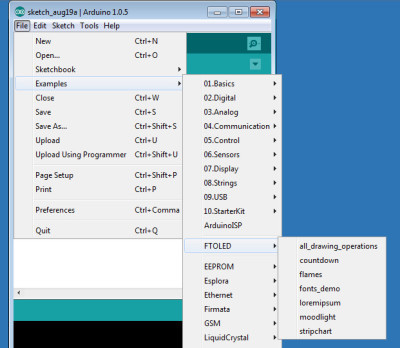 sketch_aug19a | Arduino 1.0.5
File Edit Sketch Tools Help
New Ctrl+N
Open... Ctrl+O
Sketchbook
Examples
Close Ctrl+W
Save Ctrl+S
Save As... Ctrl+Shift+S
Upload Ctrl+U
Upload Using Programmer Ctrl+Shift+U
Page Setup Ctrl+Shift+P
Print Ctrl+P
Preferences Ctrl+Comma
Quit Ctrl+Q
01.Basics
02.Digital
03.Analog
04.Communication
05.Control
06.Sensors
07.Display
08.Strings
09.USB
10.StarterKit
ArduinoISP
FTOLED
EEPROM
Esplora
Ethernet
Firmata
GSM
LiquidCrystal
all_drawing_operations
countdown
flames
fonts_demo
loremipsum
moodlight
stripchart